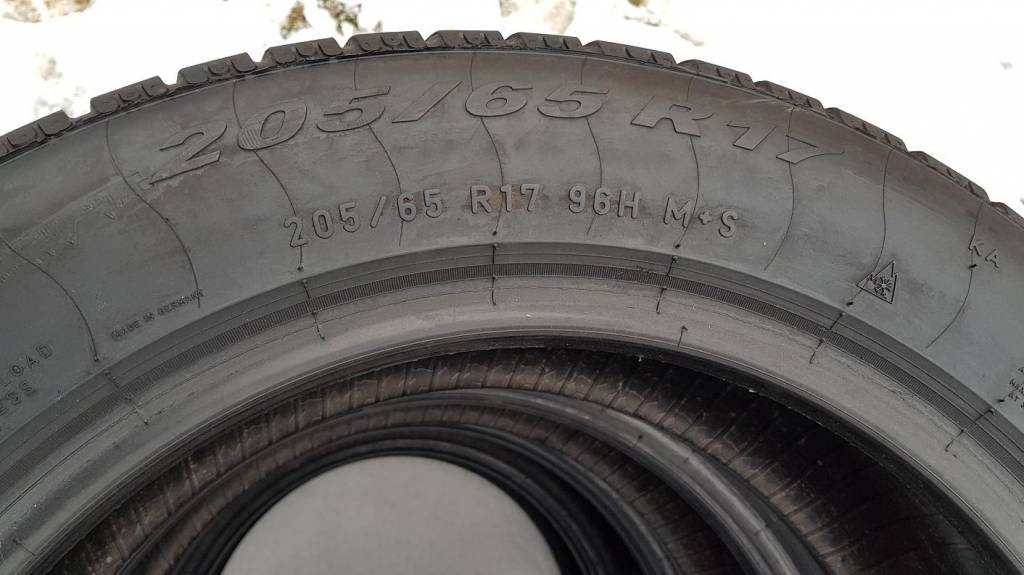 205/65 R17
205/65 R17 96H M+S
KA
MADE IN GERMANY